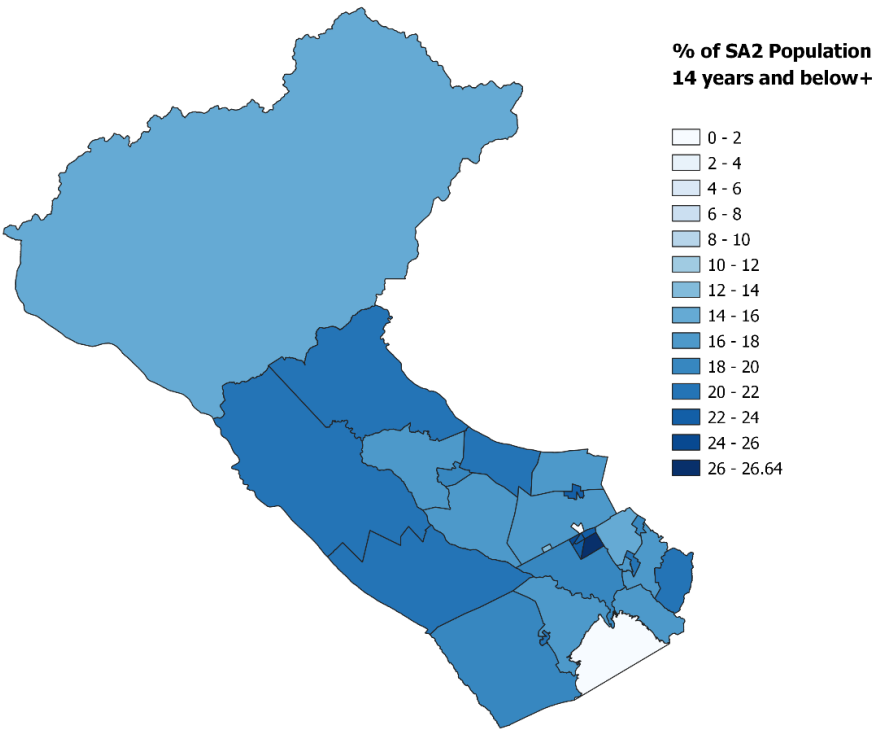 % of SA2 Population
14 years and below+
0 - 2
2 - 4
4 - 6
6 - 8
8 - 10
10 - 12
12 - 14
14 - 16
16 - 18
18 - 20
20 - 22
22 - 24
24 - 26
26 - 26.64